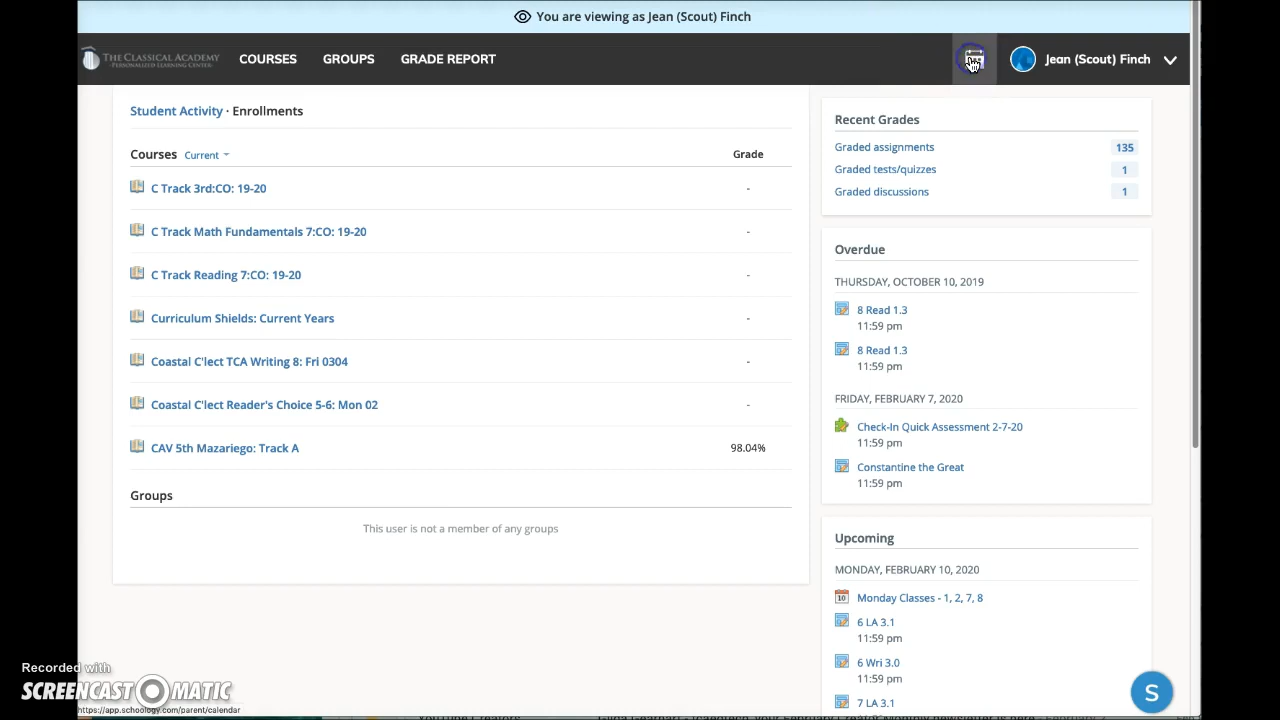 You are viewing as Jean (Scout) Finch
THE CLASSICAL ACADEMY
PERSONALIZED LEARNING CENTER
COURSES
GROUPS
GRADE REPORT
Jean (Scout) Finch
Student Activity · Enrollments
Courses Current
Grade
C Track 3rd:CO: 19-20
-
C Track Math Fundamentals 7:CO: 19-20
-
C Track Reading 7:CO: 19-20
-
Curriculum Shields: Current Years
-
Coastal C'lect TCA Writing 8: Fri 0304
-
Coastal C'lect Reader's Choice 5-6: Mon 02
-
CAV 5th Mazariego: Track A
98.04%
Groups
This user is not a member of any groups
Recent Grades
Graded assignments 135
Graded tests/quizzes 1
Graded discussions 1
Overdue
THURSDAY, OCTOBER 10, 2019
8 Read 1.3
11:59 pm
8 Read 1.3
11:59 pm
FRIDAY, FEBRUARY 7, 2020
Check-In Quick Assessment 2-7-20
11:59 pm
Constantine the Great
11:59 pm
Upcoming
MONDAY, FEBRUARY 10, 2020
10
Monday Classes - 1, 2, 7, 8
6 LA 3.1
11:59 pm
6 Wri 3.0
11:59 pm
7 LA 3.1
S
Recorded with
SCREENCAST O MATIC
https://app.schoology.com/parent/calendar